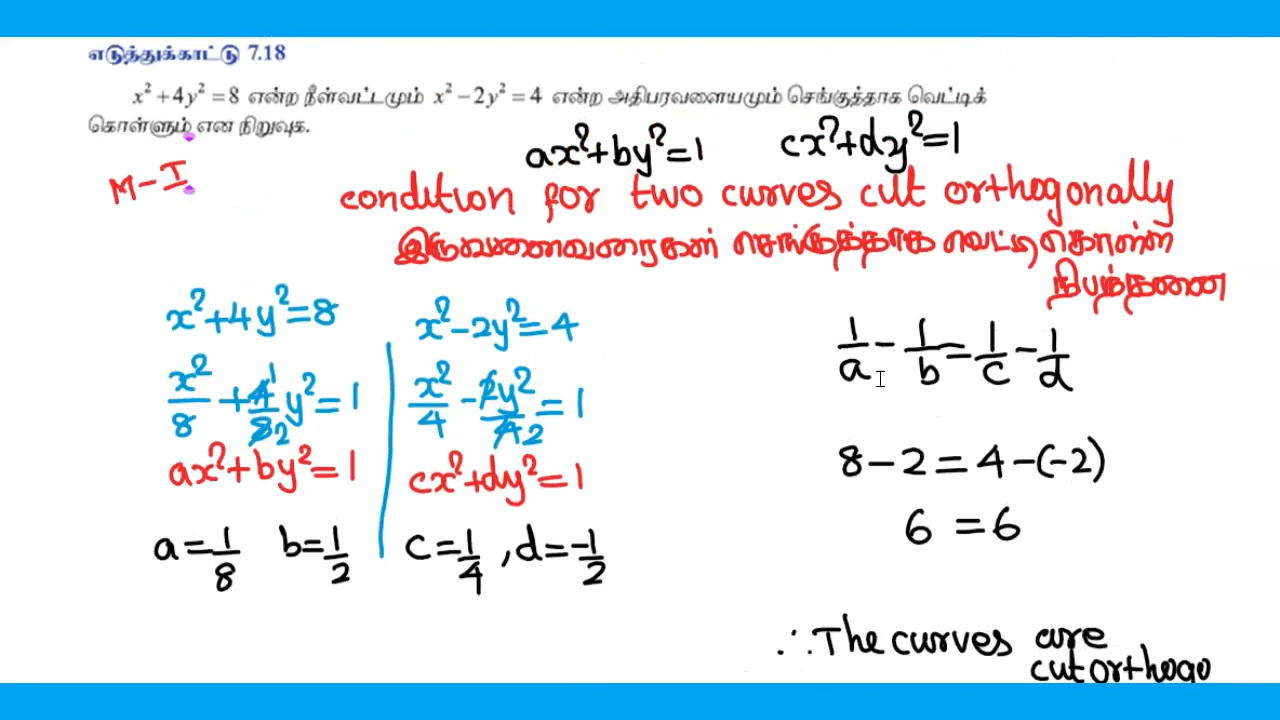 எடுத்துக்காட்டு 7.18
x² + 4y² = 8 என்ற நீள்வட்டமும் x² − 2y² = 4 என்ற அதிபரவளையமும் செங்குத்தாக வெட்டிக்
கொள்ளும் என நிறுவுக.
ax²+by²=1 cx²+dy²=1
M-I
condition for two curves cut orthogonally
இருவளைவரைகள் செங்குத்தாக வெட்டி கொள்ள
நிபந்தனை
x²+4y²=8
x²/8 + 4/8 y² = 1 1 2
ax²+by²=1
a=1/8 b=1/2
x²-2y²=4
x²/4 - 2y²/4 = 1 2
cx²+dy²=1
c=1/4 , d=-1/2
1/a - 1/b = 1/c - 1/d
8-2=4-(-2)
6=6
∴ The curves are
cut orthogo